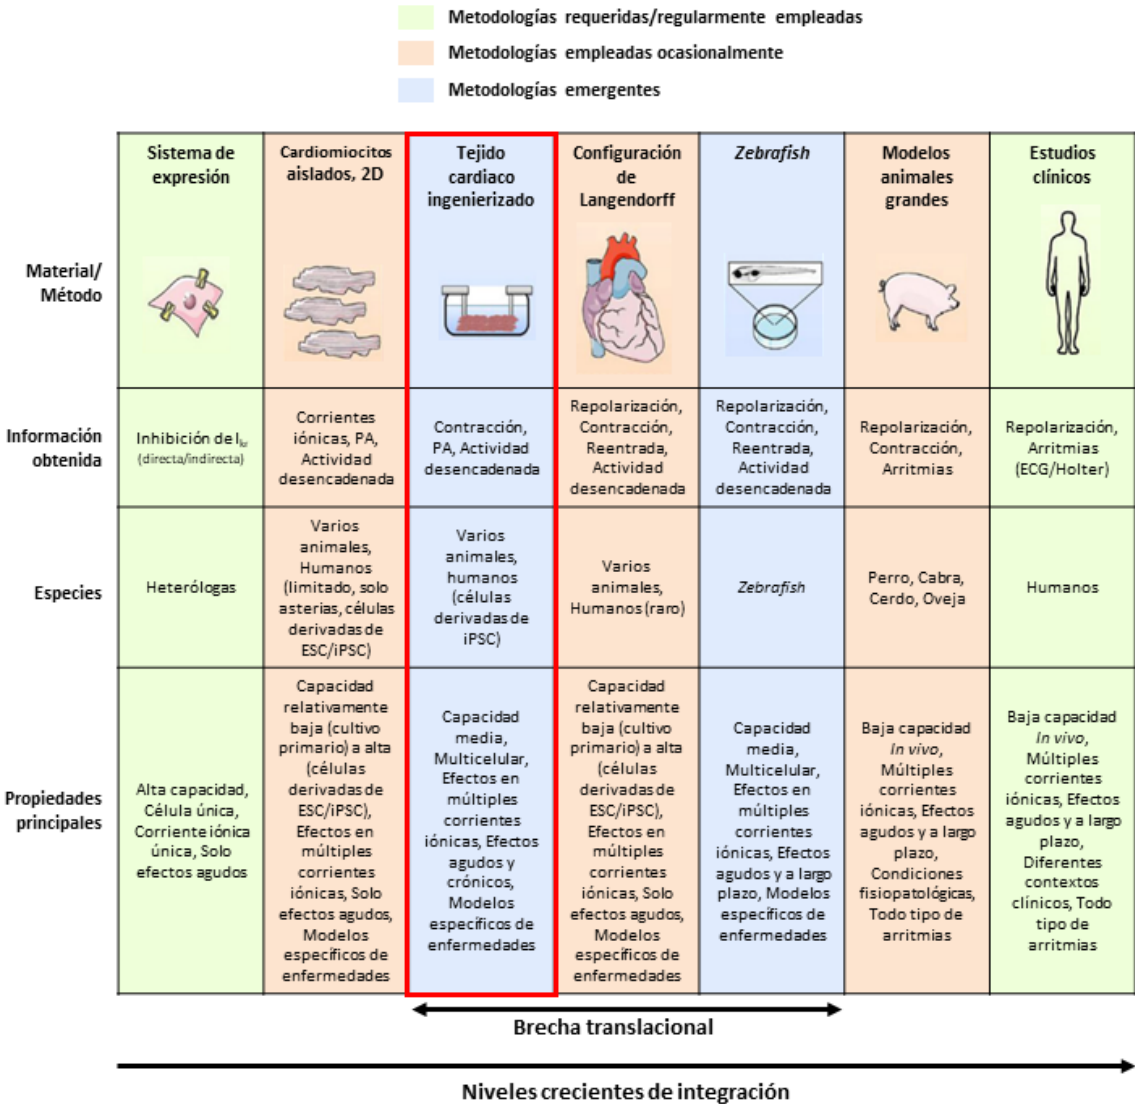 Metodologías requeridas/regularmente empleadas
Metodologías empleadas ocasionalmente
Metodologías emergentes
Sistema de
expresión
Cardiomiocitos
aislados, 2D
Tejido
cardiaco
ingenierizado
Configuración
de
Langendorff
Zebrafish
Modelos
animales
grandes
Estudios
clínicos
Material/
Método
Información
obtenida
Inhibición de I
(directa/indirecta)
Corrientes
iónicas, PA,
Actividad
desencadenada
Contracción,
PA, Actividad
desencadenada
Repolarización,
Contracción,
Reentrada,
Actividad
desencadenada
Repolarización,
Contracción,
Reentrada,
Actividad
desencadenada
Repolarización,
Contracción,
Arritmias
Repolarización,
Arritmias
(ECG/Holter)
Especies
Heterólogas
Varios
animales,
Humanos
(limitado, solo
asterias, células
derivadas de
ESC/iPSC)
Varios
animales,
humanos
(células
derivadas de
iPSC)
Varios
animales,
Humanos (raro)
Zebrafish
Perro, Cabra,
Cerdo, Oveja
Humanos
Propiedades
principales
Alta capacidad,
Célula única,
Corriente iónica
única, Solo
efectos agudos
Capacidad
relativamente
baja (cultivo
primario) a alta
(células
derivadas de
ESC/iPSC),
Efectos en
múltiples
corrientes
iónicas, Solo
efectos agudos,
Modelos
específicos de
enfermedades
Capacidad
media,
Multicelular,
Efectos en
múltiples
corrientes
iónicas, Efectos
agudos y
crónicos,
Modelos
específicos de
enfermedades
Capacidad
relativamente
baja (cultivo
primario) a alta
(células
derivadas de
ESC/iPSC),
Efectos en
múltiples
corrientes
iónicas, Solo
efectos agudos,
Modelos
específicos de
enfermedades
Capacidad
media,
Multicelular,
Efectos en
múltiples
corrientes
iónicas, Efectos
agudos y a largo
plazo, Modelos
específicos de
enfermedades
Baja capacidad
In vivo,
Múltiples
corrientes
iónicas, Efectos
agudos y a largo
plazo,
Condiciones
fisiopatológicas,
Todo tipo de
arritmias
Baja capacidad
In vivo,
Múltiples
corrientes
iónicas, Efectos
agudos y a largo
plazo,
Diferentes
contextos
clínicos, Todo
tipo de
arritmias
Brecha translacional
Niveles crecientes de integración